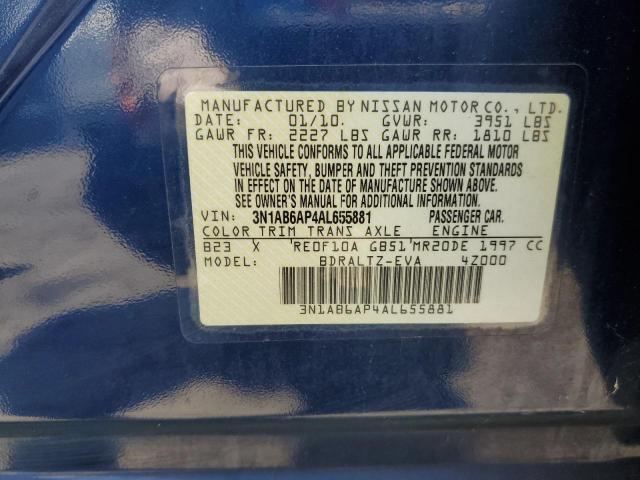 MANUFACTURED BY NISSAN MOTOR CO., LTD.
DATE: 01/10. GVWR: 3951 LBS
GAWR FR: 2227 LBS GAWR RR: 1810 LBS
THIS VEHICLE CONFORMS TO ALL APPLICABLE FEDERAL MOTOR
VEHICLE SAFETY, BUMPER AND THEFT PREVENTION STANDARDS
IN EFFECT ON THE DATE OF MANUFACTURE SHOWN ABOVE.
SEE OWNER'S MANUAL FOR ADDITIONAL INFORMATION.
VIN: 3N1AB6AP4AL655881 PASSENGER CAR.
COLOR TRIM TRANS AXLE ENGINE
B23 X RE0F10A GB51 MR20DE 1997 CC
MODEL: BDRALTZ-EVA 4Z000
3N1AB6AP4AL655881